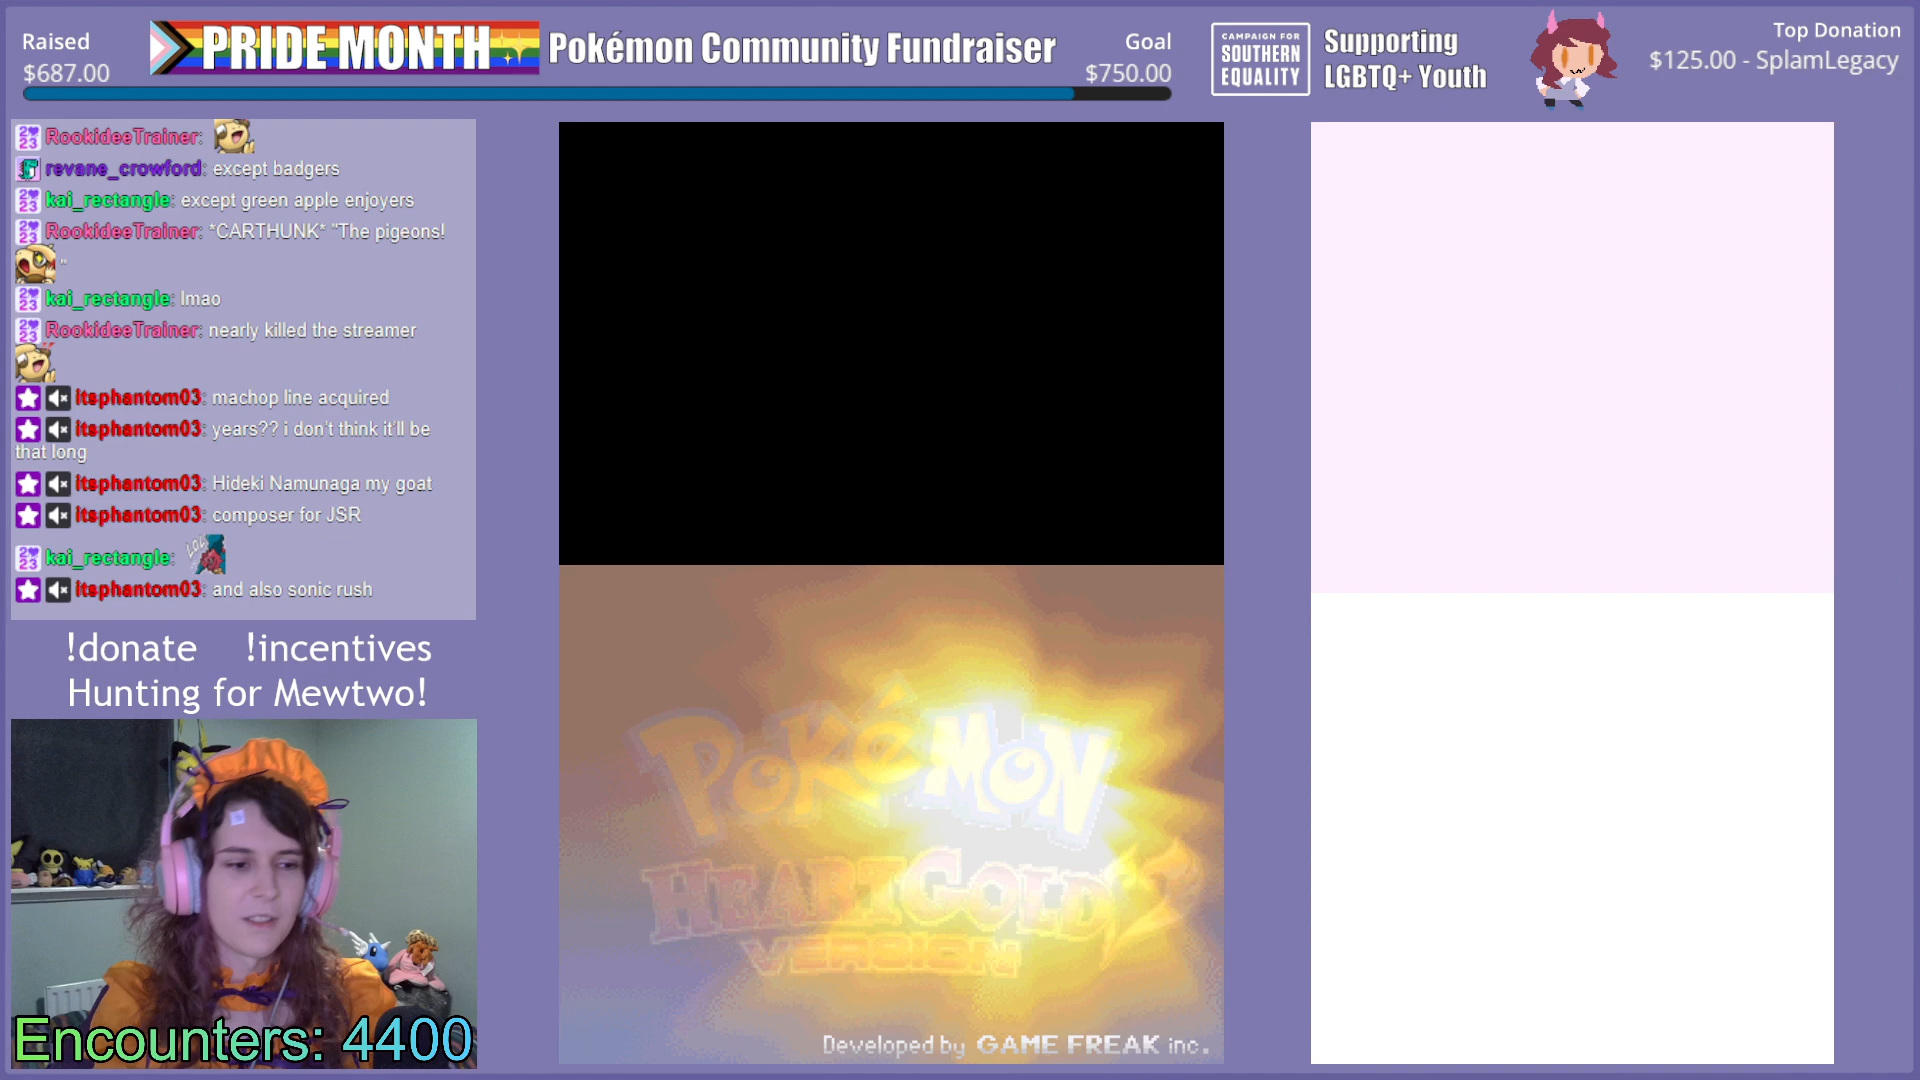 Raised
$687.00
PRIDE MONTH
Pokémon Community Fundraiser
Goal
$750.00
CAMPAIGN FOR
SOUTHERN
EQUALITY
Supporting
LGBTQ+ Youth
Top Donation
$125.00 - SplamLegacy
RookideeTrainer:
revane_crowford: except badgers
kai_rectangle: except green apple enjoyers
RookideeTrainer: *CARTHUNK* "The pigeons!
"
kai_rectangle: lmao
RookideeTrainer: nearly killed the streamer
itsphantom03: machop line acquired
itsphantom03: years?? i don't think it'll be
that long
itsphantom03: Hideki Namunaga my goat
itsphantom03: composer for JSR
kai_rectangle: LOL
itsphantom03: and also sonic rush
!donate !incentives
Hunting for Mewtwo!
Encounters: 4400
POKéMON
HEARTGOLD
VERSION
Developed by GAME FREAK inc.